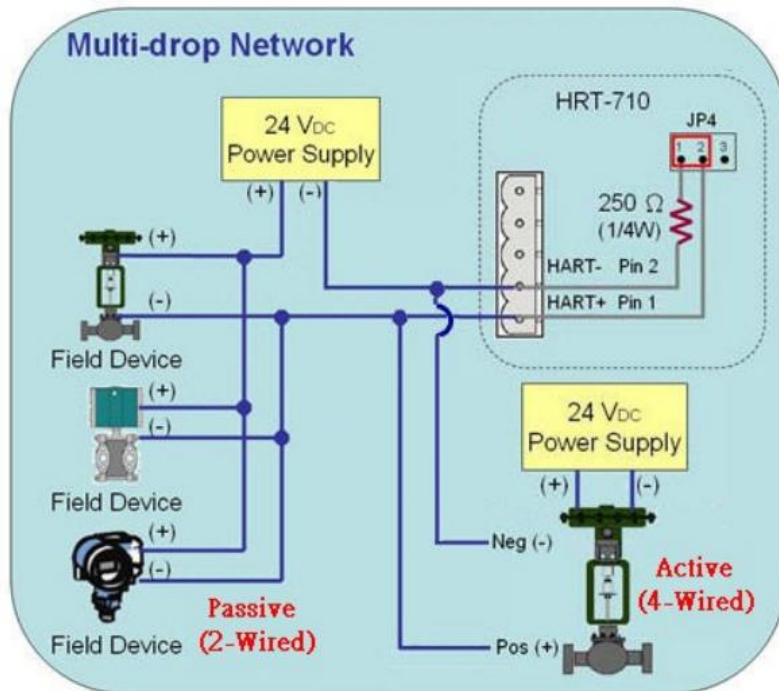 Multi-drop Network
24 VDC
Power Supply
(+) (-)
HRT-710
JP4
1 2 3
250 Ω
(1/4W)
HART- Pin 2
HART+ Pin 1
(+)
(-)
Field Device
(+)
(-)
Field Device
(+)
(-)
Field Device
Passive
(2-Wired)
24 VDC
Power Supply
(+) (-)
Neg (-)
Active
(4-Wired)
Pos (+)